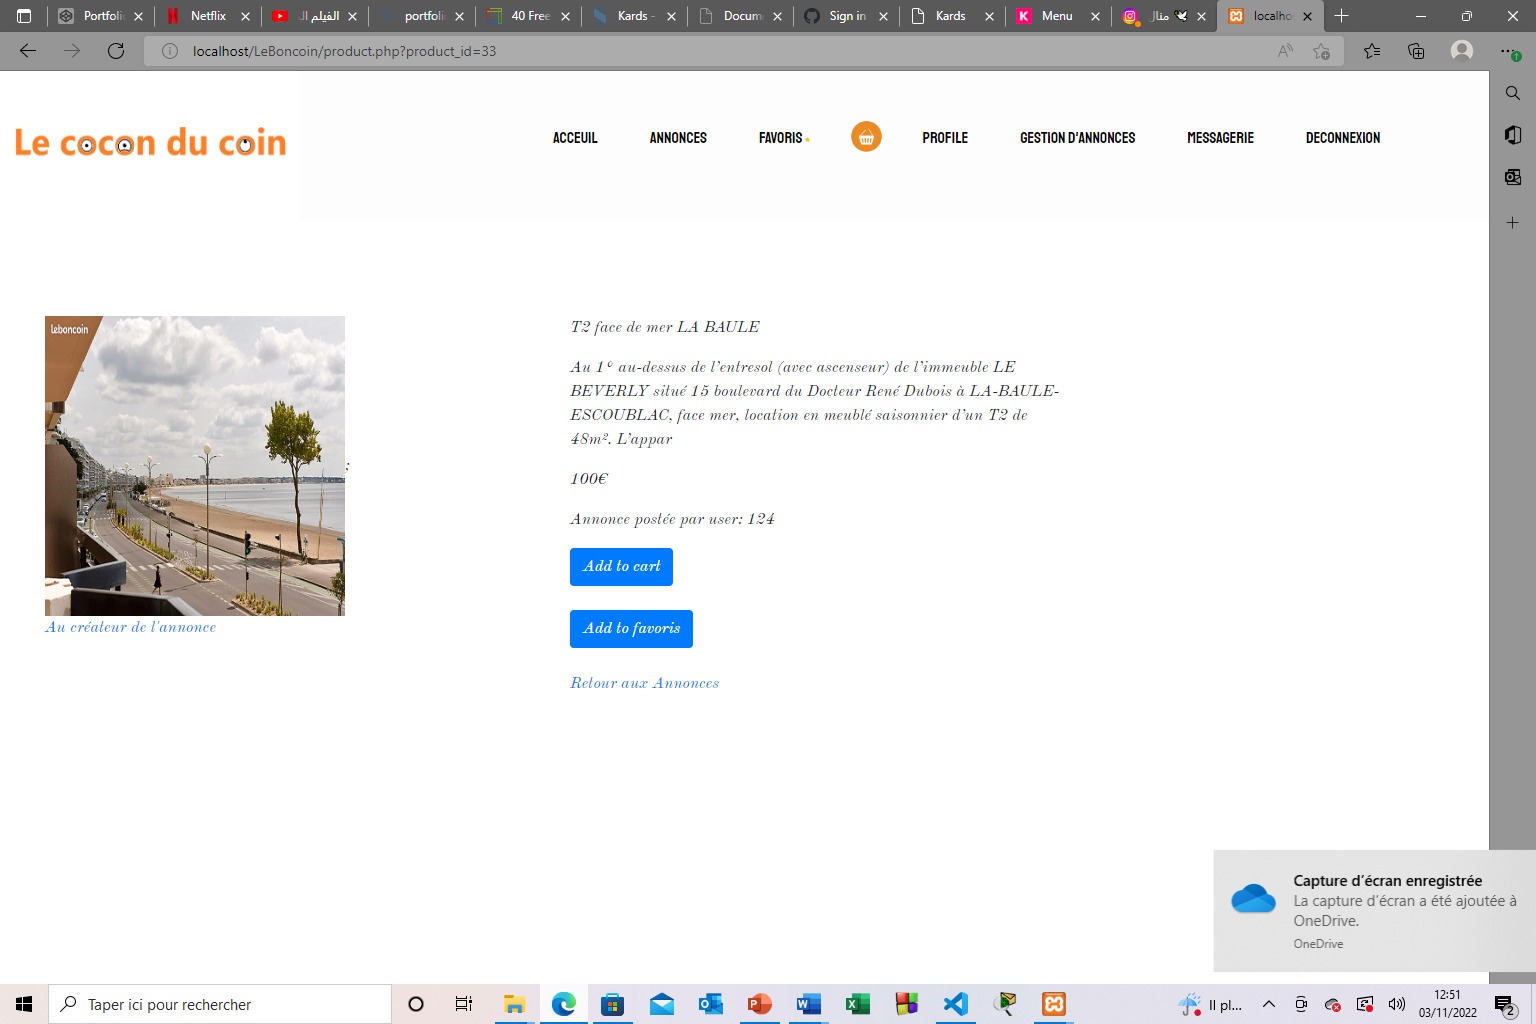 Portfoli
Netflix
الفيلم ال
portfoli
40 Free
Kards -
Docum
Sign in
Kards
Menu
منال
localho
localhost/LeBoncoin/product.php?product_id=33
Le cocon du coin
ACCEUIL
ANNONCES
FAVORIS
PROFILE
GESTION D'ANNONCES
MESSAGERIE
DECONNEXION
leboncoin
;
Au créateur de l'annonce
T2 face de mer LA BAULE
Au 1° au-dessus de l'entresol (avec ascenseur) de l'immeuble LE
BEVERLY situé 15 boulevard du Docteur René Dubois à LA-BAULE-
ESCOUBLAC, face mer, location en meublé saisonnier d'un T2 de
48m². L'appar
100€
Annonce postée par user: 124
Add to cart
Add to favoris
Retour aux Annonces
Capture d'écran enregistrée
La capture d'écran a été ajoutée à
OneDrive.
OneDrive
Taper ici pour rechercher
Il pl...
12:51
03/11/2022
2